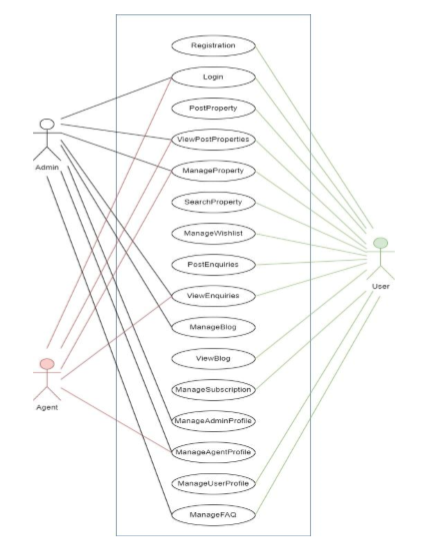 Registration
Login
PostProperty
ViewPostProperties
Admin
ManageProperty
SearchProperty
ManageWishlist
PostEnquiries
User
ViewEnquiries
ManageBlog
ViewBlog
Agent
ManageSubscription
ManageAdminProfile
ManageAgentProfile
ManageUserProfile
ManageFAQ